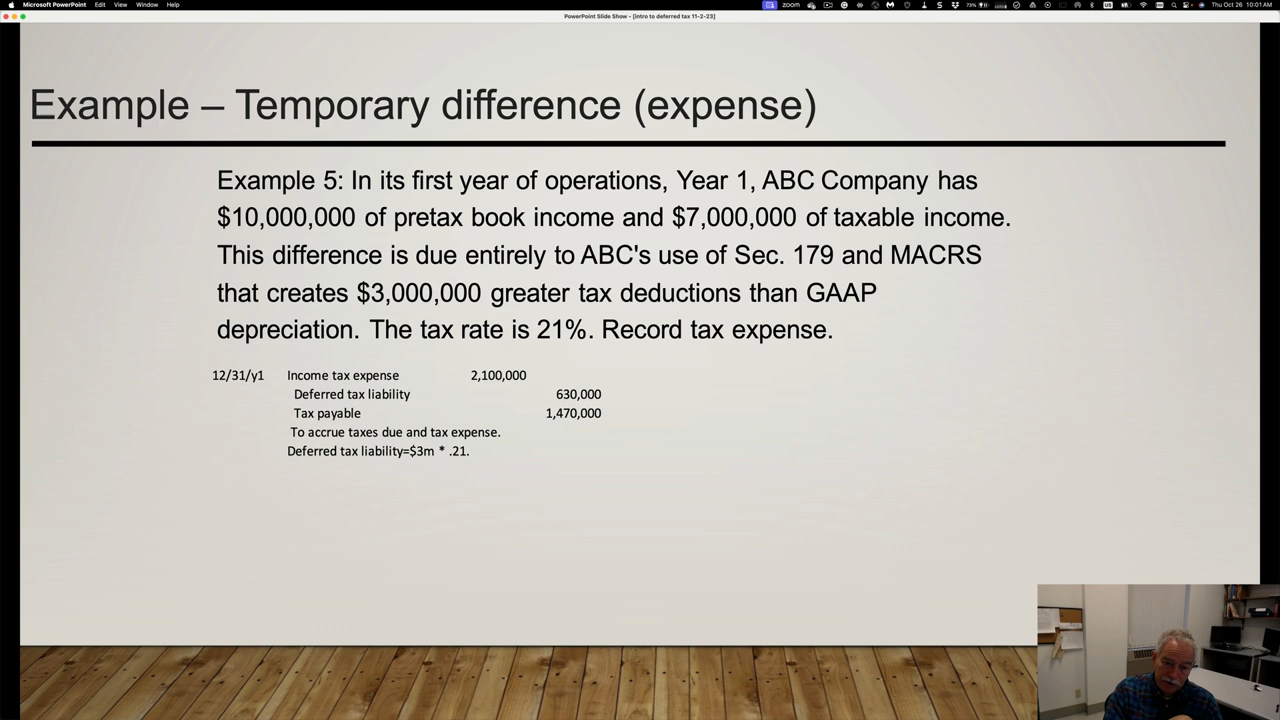 Microsoft PowerPoint Edit View Window Help zoom 73% US Thu Oct 26 10:01 AM
PowerPoint Slide Show - [intro to deferred tax 11-2-23]
Example – Temporary difference (expense)
Example 5: In its first year of operations, Year 1, ABC Company has
$10,000,000 of pretax book income and $7,000,000 of taxable income.
This difference is due entirely to ABC's use of Sec. 179 and MACRS
that creates $3,000,000 greater tax deductions than GAAP
depreciation. The tax rate is 21%. Record tax expense.
12/31/y1 Income tax expense 2,100,000
Deferred tax liability 630,000
Tax payable 1,470,000
To accrue taxes due and tax expense.
Deferred tax liability=$3m * .21.